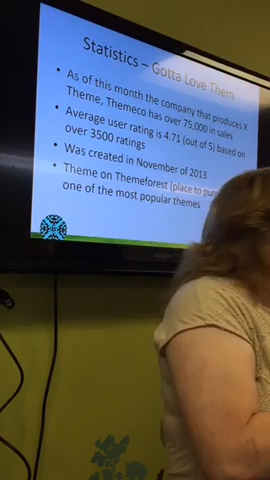 Statistics – Gotta Love Them
• As of this month the company that produces X
Theme, Themeco has over 75,000 in sales
• Average user rating is 4.71 (out of 5) based on
over 3500 ratings
• Was created in November of 2013
• Theme on Themeforest (place to
one of the most popular themes